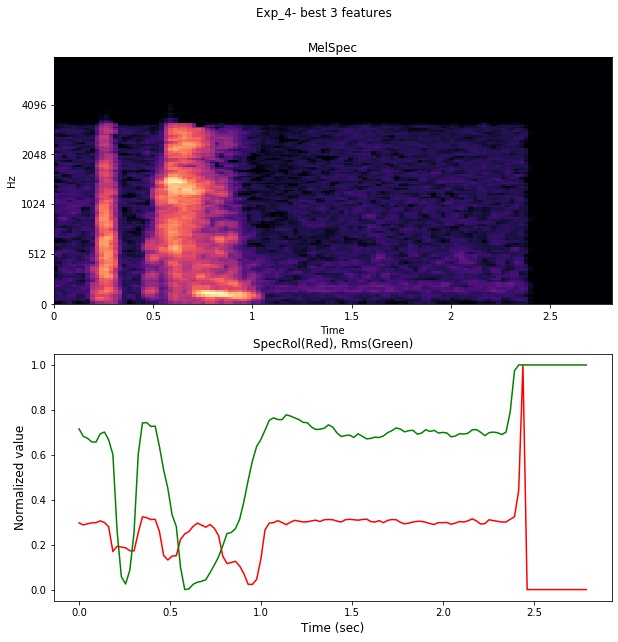 Exp_4- best 3 features
MelSpec
4096
2048
1024
512
0
Hz
0 0.5 1 1.5 2 2.5
Time
SpecRol(Red), Rms(Green)
1.0
0.8
0.6
0.4
0.2
0.0
Normalized value
0.0 0.5 1.0 1.5 2.0 2.5
Time (sec)